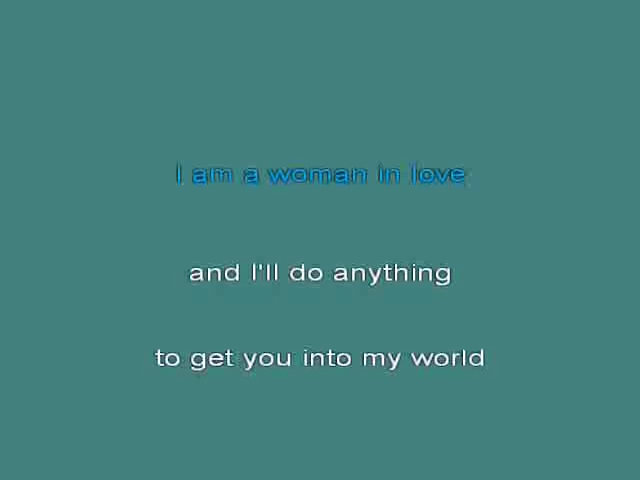 I am a woman in love
and I'll do anything
to get you into my world